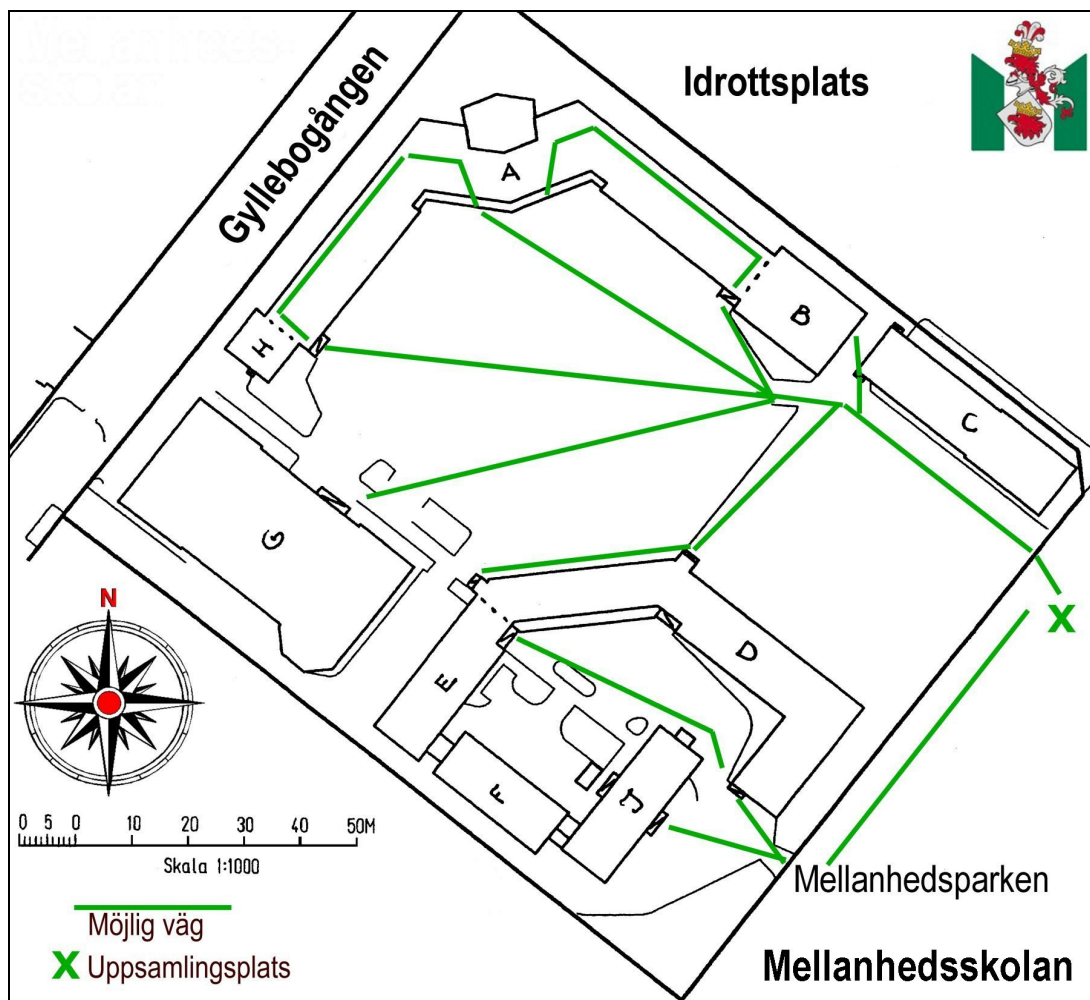 Idrottsplats
Gyllebogången
A
B
H
C
G
D
E
F
J
N
0 5 0 10 20 30 40 50M
Skala 1:1000
Möjlig väg
X Uppsamlingsplats
X
Mellanhedsparken
Mellanhedsskolan